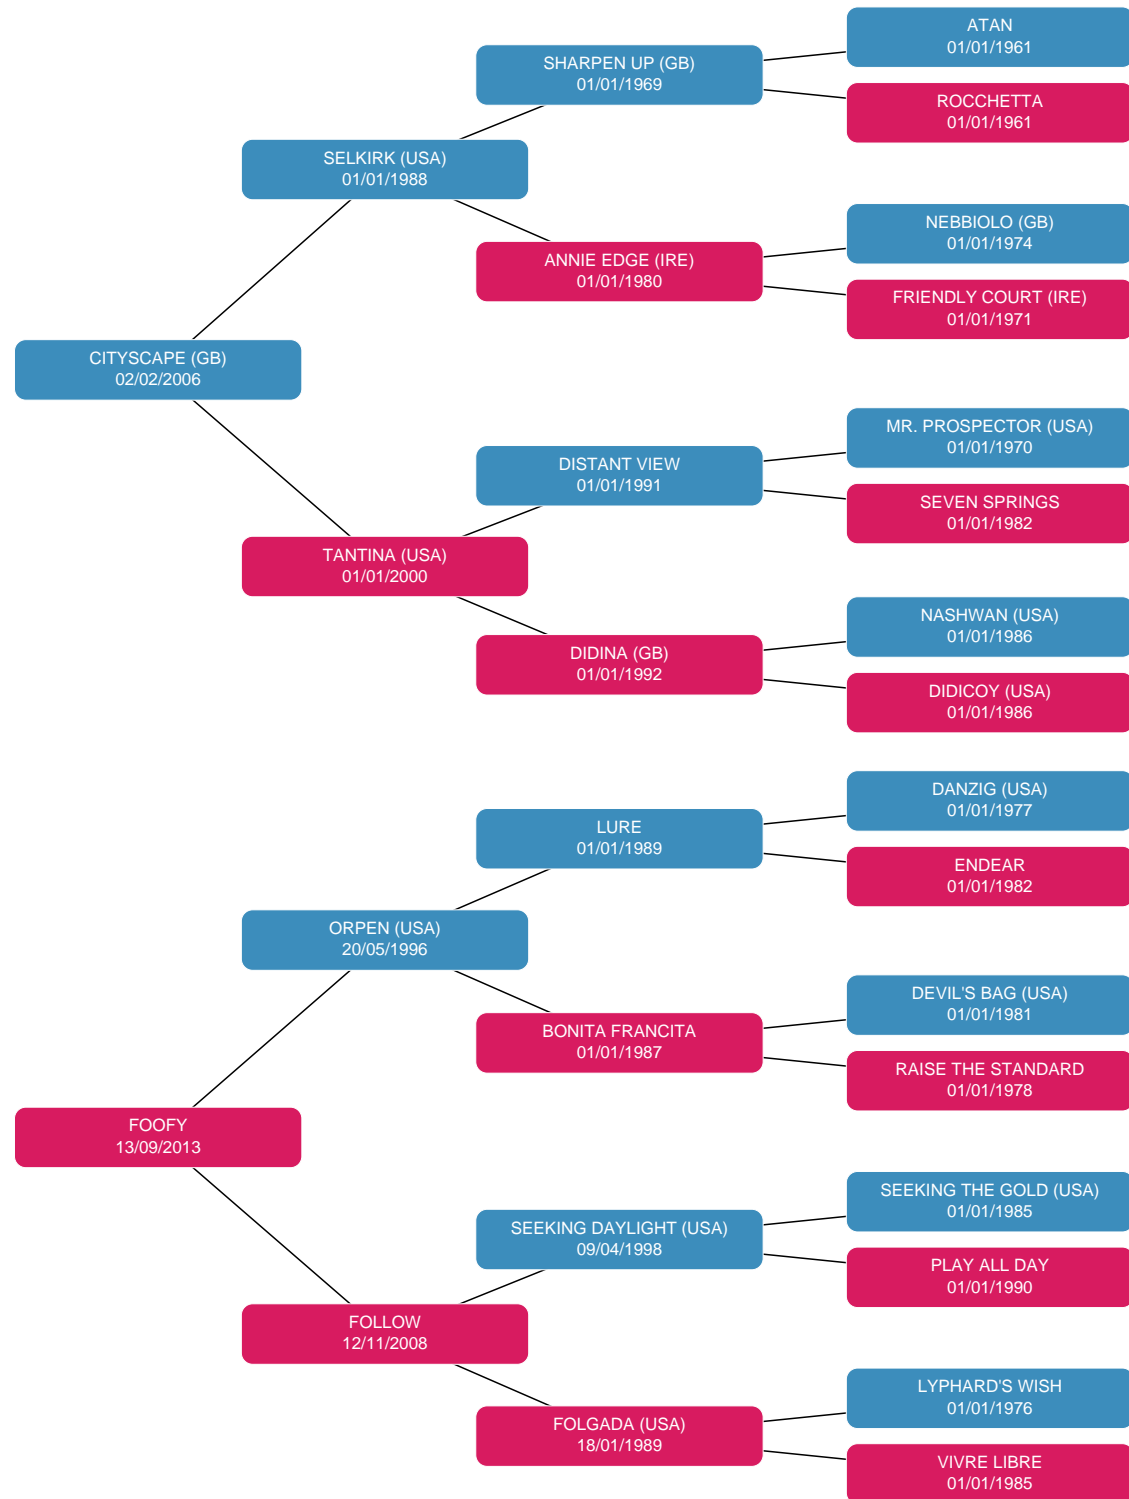 ATAN
01/01/1961
SHARPEN UP (GB)
01/01/1969
ROCCHETTA
01/01/1961
SELKIRK (USA)
01/01/1988
NEBBIOLO (GB)
01/01/1974
ANNIE EDGE (IRE)
01/01/1980
FRIENDLY COURT (IRE)
01/01/1971
CITYSCAPE (GB)
02/02/2006
MR. PROSPECTOR (USA)
01/01/1970
DISTANT VIEW
01/01/1991
SEVEN SPRINGS
01/01/1982
TANTINA (USA)
01/01/2000
NASHWAN (USA)
01/01/1986
DIDINA (GB)
01/01/1992
DIDICOY (USA)
01/01/1986
DANZIG (USA)
01/01/1977
LURE
01/01/1989
ENDEAR
01/01/1982
ORPEN (USA)
20/05/1996
DEVIL'S BAG (USA)
01/01/1981
BONITA FRANCITA
01/01/1987
RAISE THE STANDARD
01/01/1978
FOOFY
13/09/2013
SEEKING THE GOLD (USA)
01/01/1985
SEEKING DAYLIGHT (USA)
09/04/1998
PLAY ALL DAY
01/01/1990
FOLLOW
12/11/2008
LYPHARD'S WISH
01/01/1976
FOLGADA (USA)
18/01/1989
VIVRE LIBRE
01/01/1985